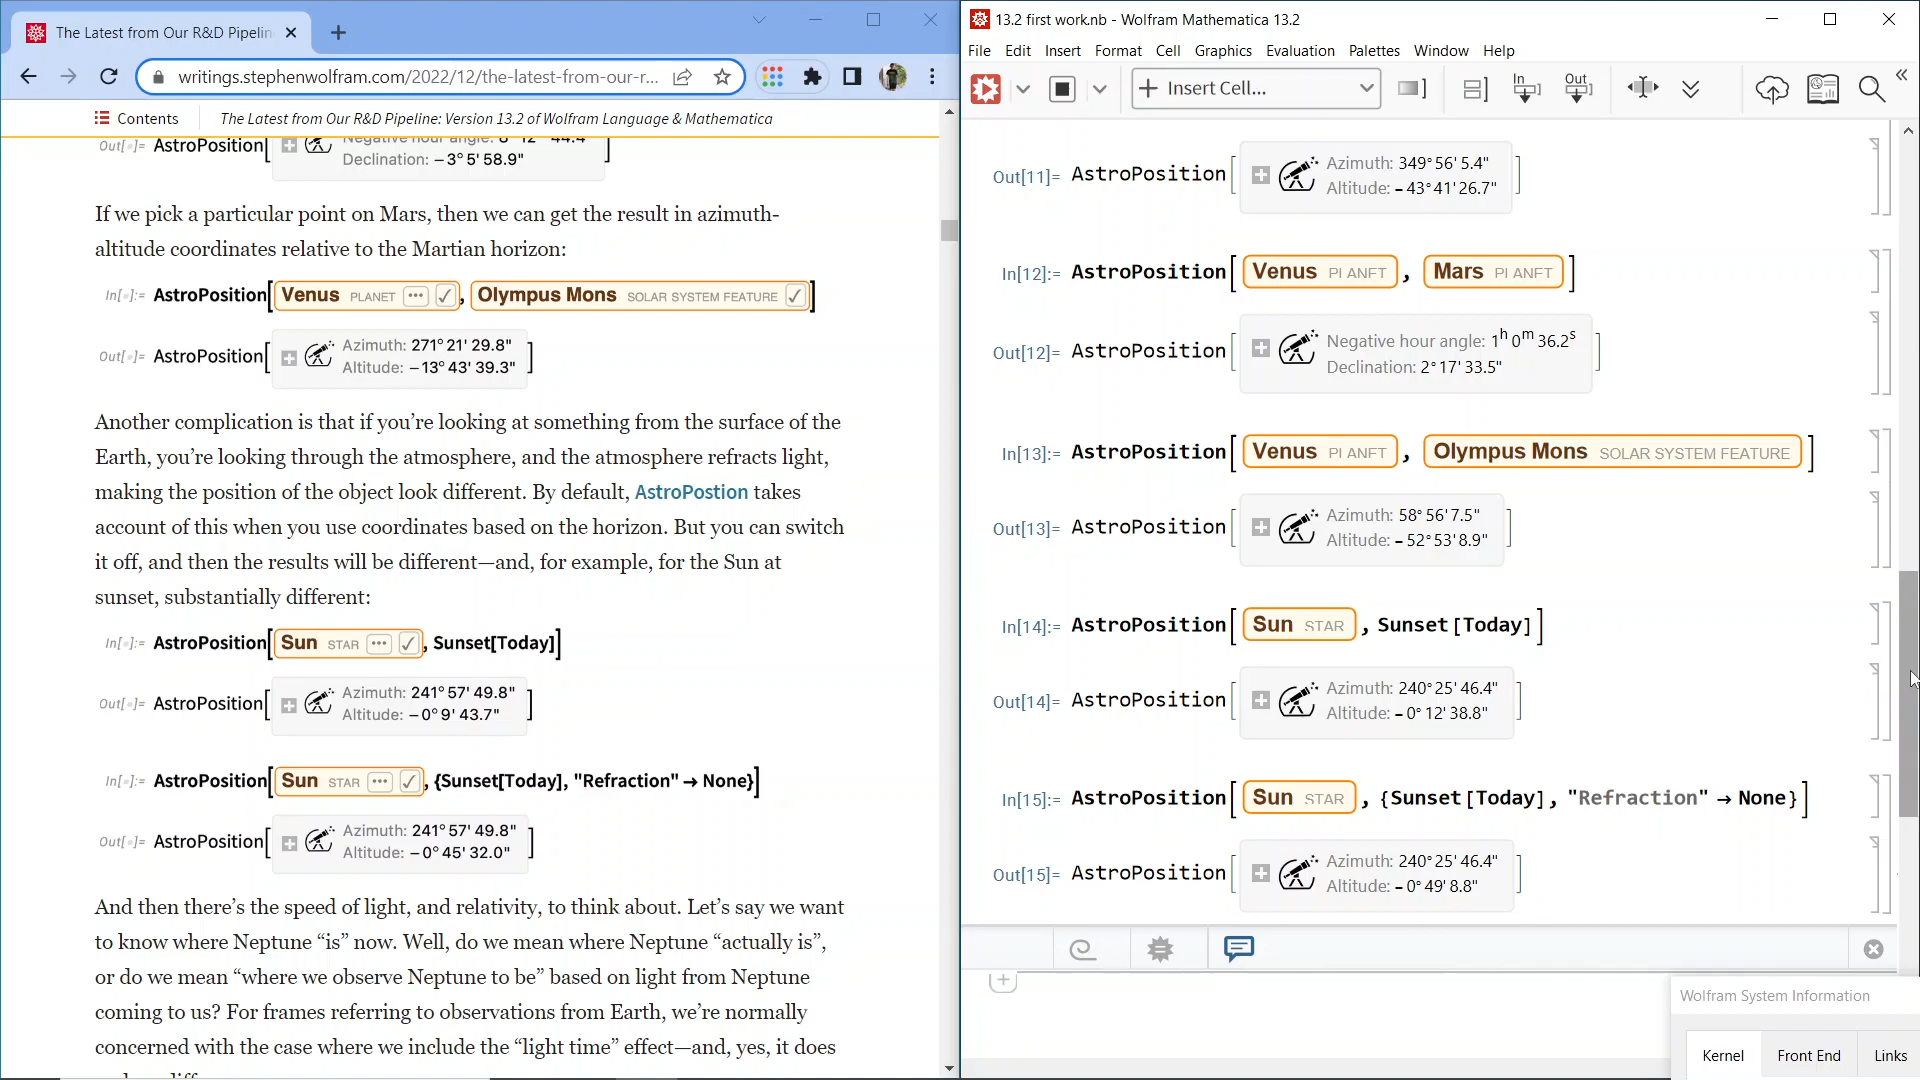 The Latest from Our R&D Pipelin
writings.stephenwolfram.com/2022/12/the-latest-from-our-r...
Contents
The Latest from Our R&D Pipeline: Version 13.2 of Wolfram Language & Mathematica
Out[ ]= AstroPosition[
Declination: −3° 5' 58.9" ]
If we pick a particular point on Mars, then we can get the result in azimuth-
altitude coordinates relative to the Martian horizon:
In[ ]:= AstroPosition[ Venus PLANET ... ✓ , Olympus Mons SOLAR SYSTEM FEATURE ✓ ]
Out[ ]= AstroPosition[ Azimuth: 271° 21' 29.8"
Altitude: −13° 43' 39.3" ]
Another complication is that if you’re looking at something from the surface of the
Earth, you’re looking through the atmosphere, and the atmosphere refracts light,
making the position of the object look different. By default, AstroPostion takes
account of this when you use coordinates based on the horizon. But you can switch
it off, and then the results will be different—and, for example, for the Sun at
sunset, substantially different:
In[ ]:= AstroPosition[ Sun STAR ... ✓ , Sunset[Today]]
Out[ ]= AstroPosition[ Azimuth: 241° 57' 49.8"
Altitude: −0° 9' 43.7" ]
In[ ]:= AstroPosition[ Sun STAR ... ✓ , {Sunset[Today], "Refraction" → None}]
Out[ ]= AstroPosition[ Azimuth: 241° 57' 49.8"
Altitude: −0° 45' 32.0" ]
And then there’s the speed of light, and relativity, to think about. Let’s say we want
to know where Neptune “is” now. Well, do we mean where Neptune “actually is”,
or do we mean “where we observe Neptune to be” based on light from Neptune
coming to us? For frames referring to observations from Earth, we’re normally
concerned with the case where we include the “light time” effect—and, yes, it does
13.2 first work.nb - Wolfram Mathematica 13.2
File Edit Insert Format Cell Graphics Evaluation Palettes Window Help
Insert Cell...
In
Out
Out[11]= AstroPosition[ Azimuth: 349° 56' 5.4"
Altitude: −43° 41' 26.7" ]
In[12]:= AstroPosition[ Venus PLANET , Mars PLANET ]
Out[12]= AstroPosition[ Negative hour angle: 1h 0m 36.2s
Declination: 2° 17' 33.5" ]
In[13]:= AstroPosition[ Venus PLANET , Olympus Mons SOLAR SYSTEM FEATURE ]
Out[13]= AstroPosition[ Azimuth: 58° 56' 7.5"
Altitude: −52° 53' 8.9" ]
In[14]:= AstroPosition[ Sun STAR , Sunset[Today]]
Out[14]= AstroPosition[ Azimuth: 240° 25' 46.4"
Altitude: −0° 12' 38.8" ]
In[15]:= AstroPosition[ Sun STAR , {Sunset[Today], "Refraction" → None}]
Out[15]= AstroPosition[ Azimuth: 240° 25' 46.4"
Altitude: −0° 49' 8.8" ]
Wolfram System Information
Kernel Front End Links